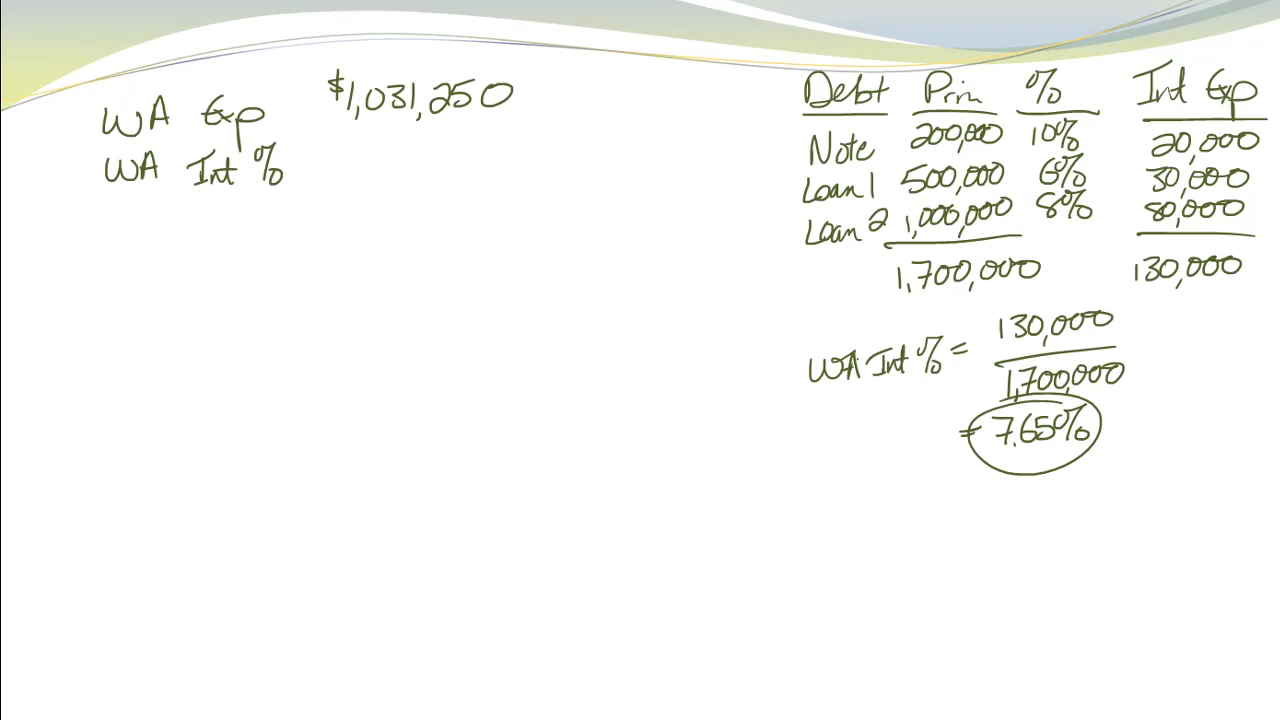 WA Exp $1,031,250
WA Int %
Debt Prin % Int Exp
Note 200,000 10% 20,000
Loan 1 500,000 6% 30,000
Loan 2 1,000,000 8% 80,000
1,700,000 130,000
WA Int % = 130,000
1,700,000
= 7.65%